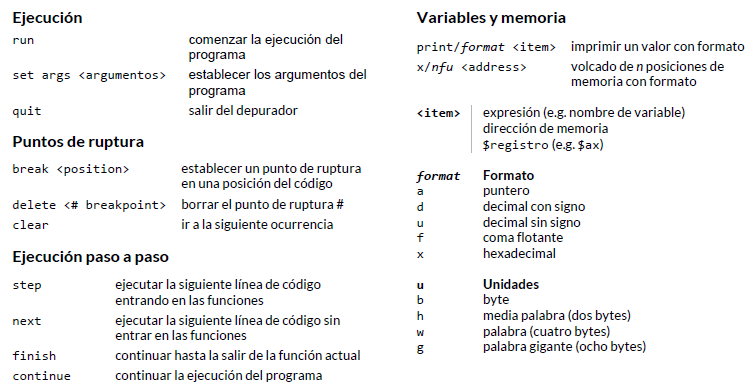 Ejecución
run comenzar la ejecución del
programa
set args <argumentos> establecer los argumentos del
programa
quit salir del depurador
Puntos de ruptura
break <position> establecer un punto de ruptura
en una posición del código
delete <# breakpoint> borrar el punto de ruptura #
clear ir a la siguiente ocurrencia
Ejecución paso a paso
step ejecutar la siguiente línea de código
entrando en las funciones
next ejecutar la siguiente línea de código sin
entrar en las funciones
finish continuar hasta la salir de la función actual
continue continuar la ejecución del programa
Variables y memoria
print/format <item> imprimir un valor con formato
x/nfu <address> volcado de n posiciones de
memoria con formato
<item> expresión (e.g. nombre de variable)
dirección de memoria
$registro (e.g. $ax)
format Formato
a puntero
d decimal con signo
u decimal sin signo
f coma flotante
x hexadecimal
u Unidades
b byte
h media palabra (dos bytes)
w palabra (cuatro bytes)
g palabra gigante (ocho bytes)